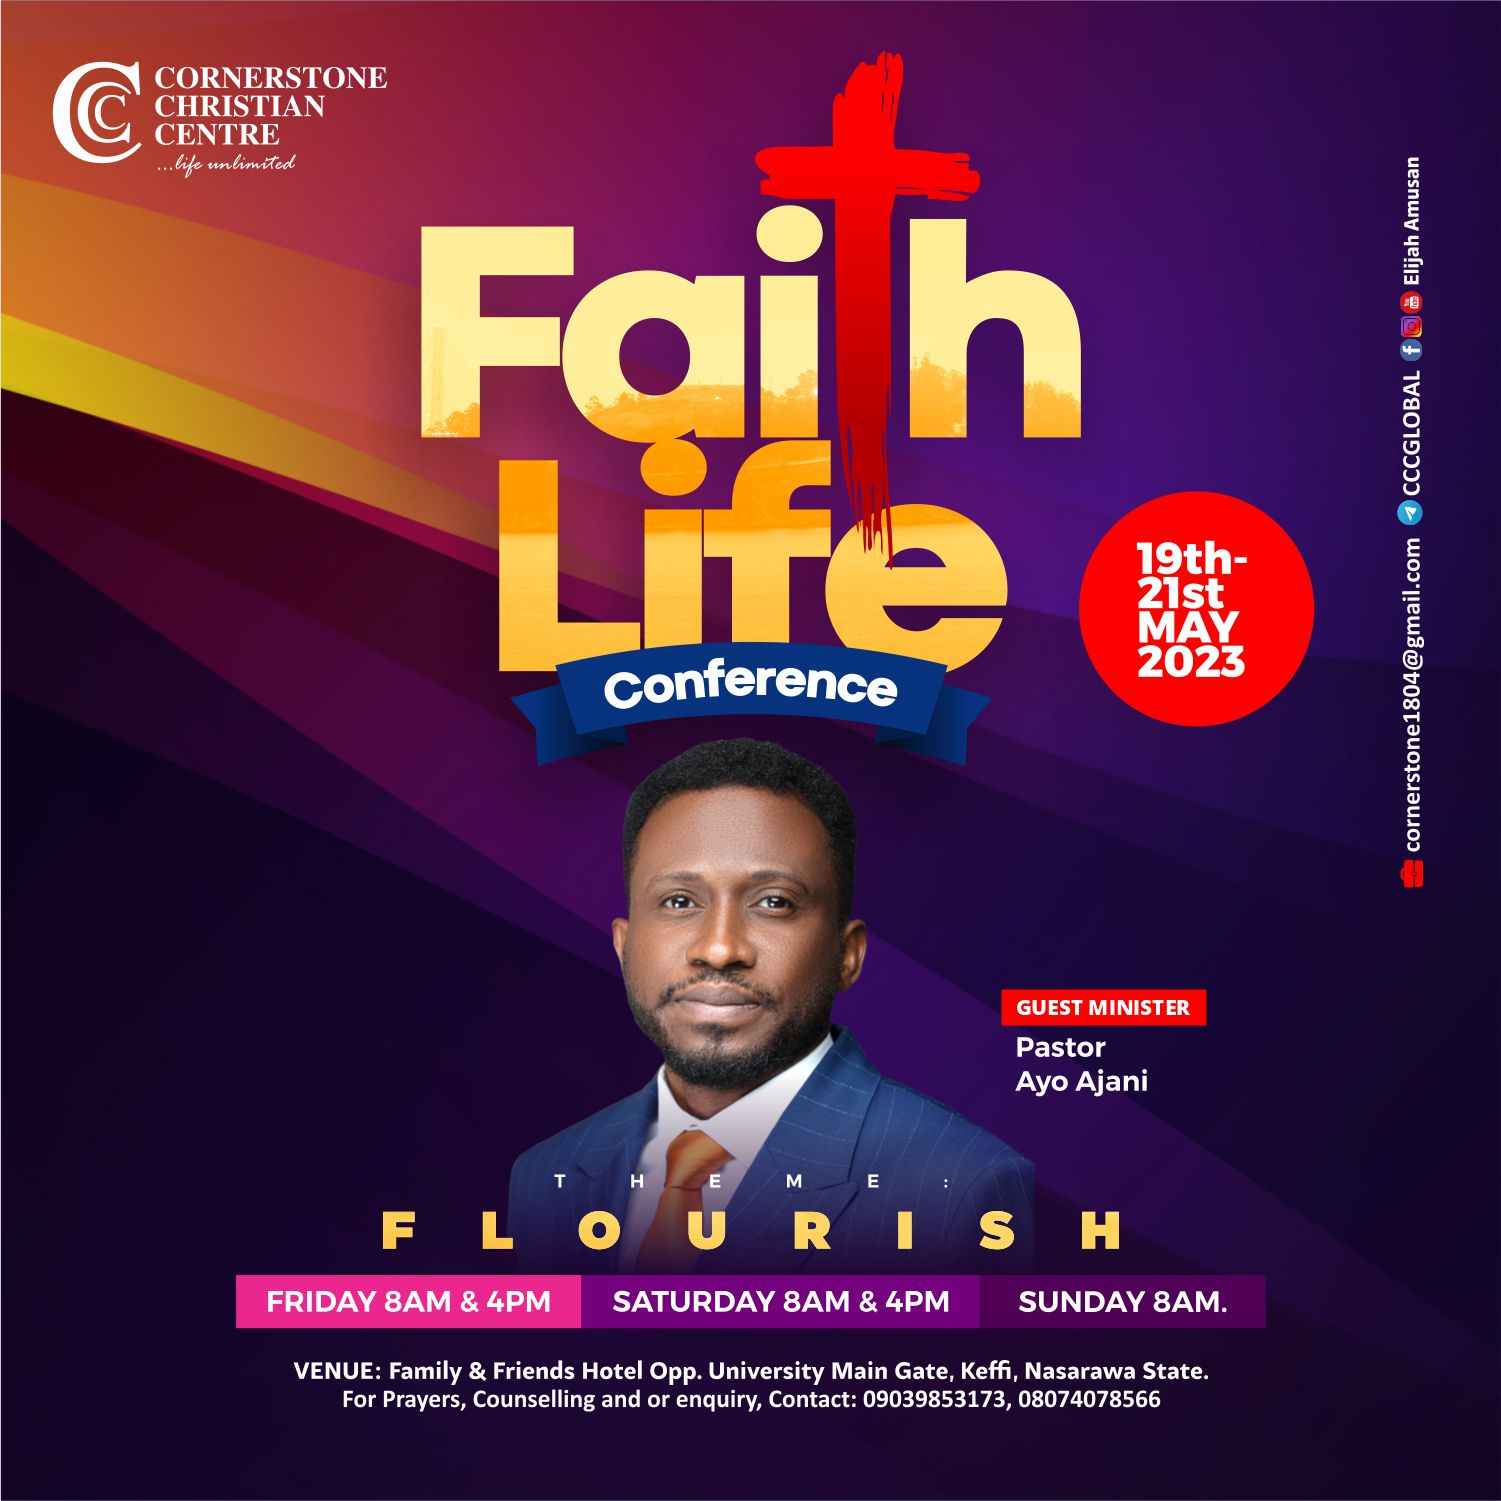 CORNERSTONE
CHRISTIAN
CENTRE
...life unlimited
Faith
Life
Conference
19th-
21st
MAY
2023
cornerstone1804@gmail.com CCCGLOBAL Elijah Amusan
GUEST MINISTER
Pastor
Ayo Ajani
THEME:
FLOURISH
FRIDAY 8AM & 4PM SATURDAY 8AM & 4PM SUNDAY 8AM.
VENUE: Family & Friends Hotel Opp. University Main Gate, Keffi, Nasarawa State.
For Prayers, Counselling and or enquiry, Contact: 09039853173, 08074078566